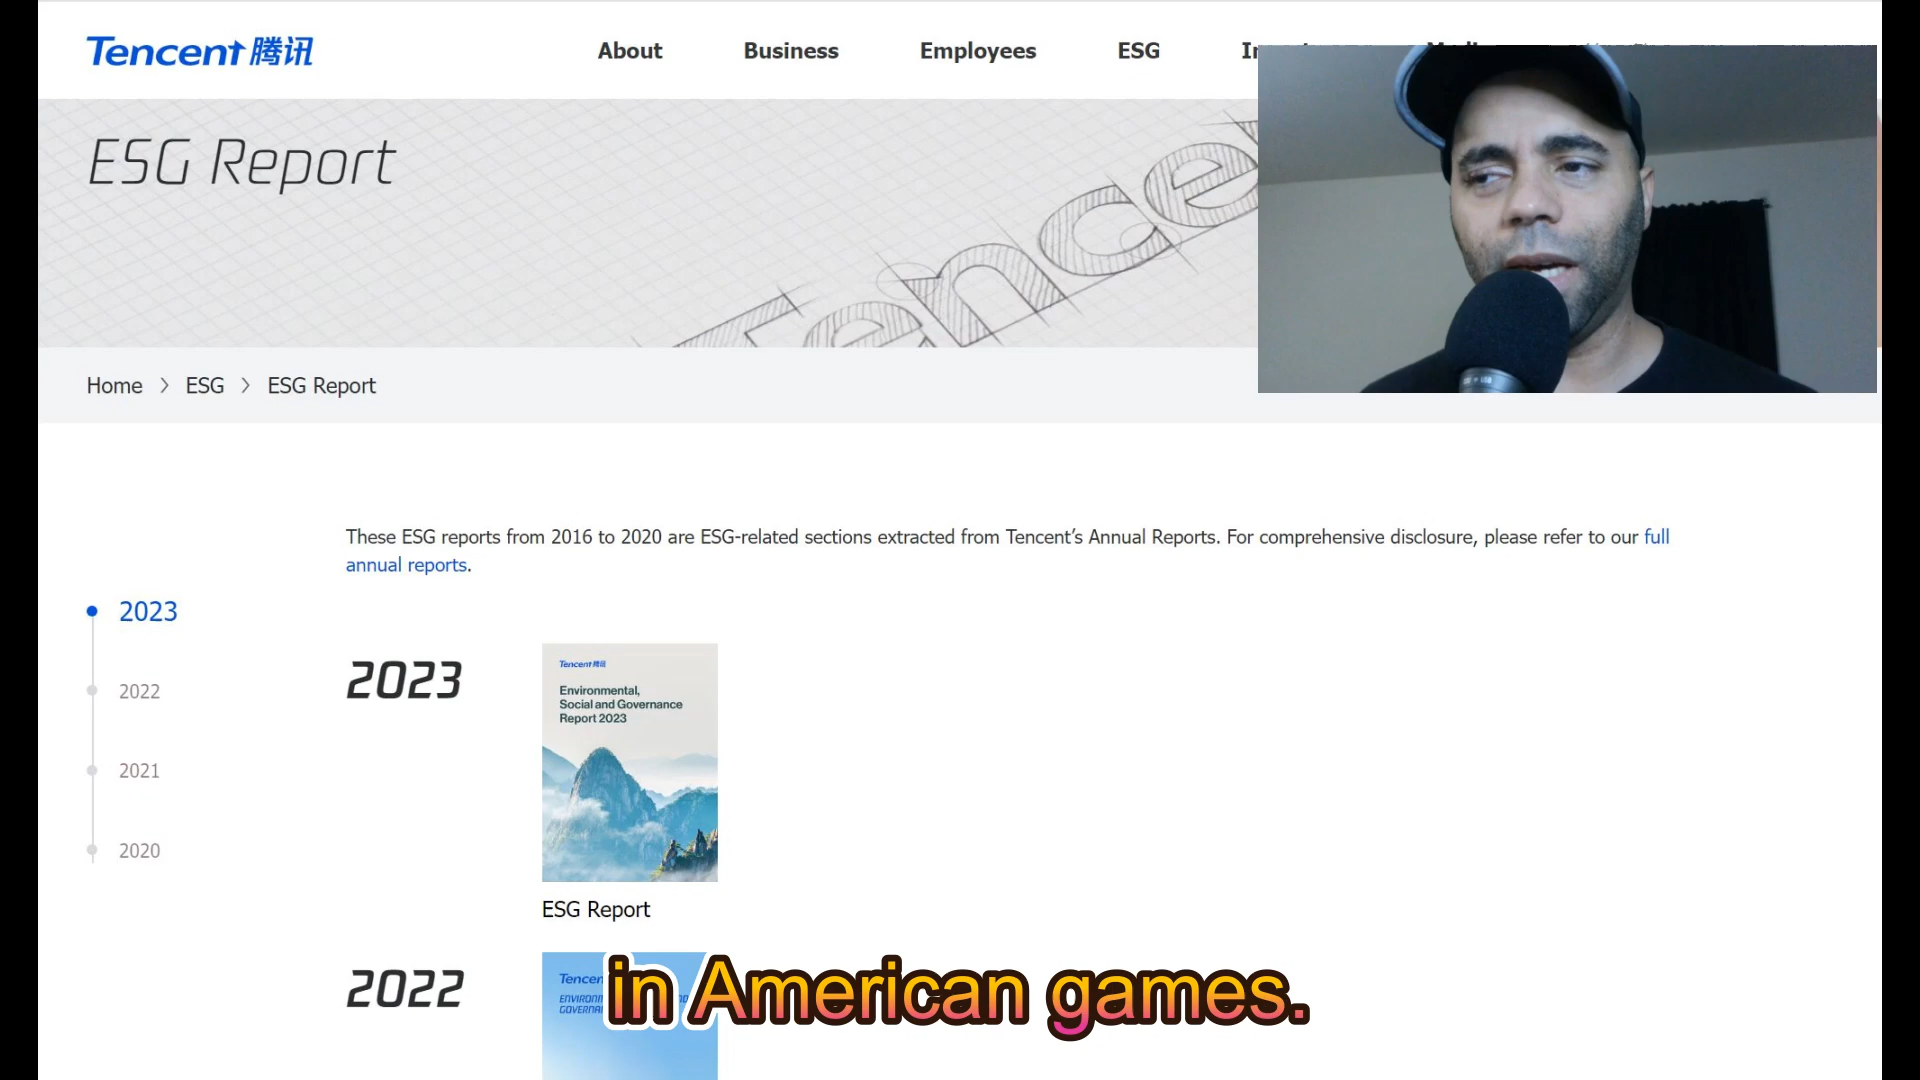 Tencent 腾讯
About
Business
Employees
ESG
ESG Report
Tence
Home > ESG > ESG Report
These ESG reports from 2016 to 2020 are ESG-related sections extracted from Tencent's Annual Reports. For comprehensive disclosure, please refer to our full
annual reports.
2023
2022
2021
2020
2023
Tencent 腾讯
Environmental,
Social and Governance
Report 2023
ESG Report
2022
in American games.